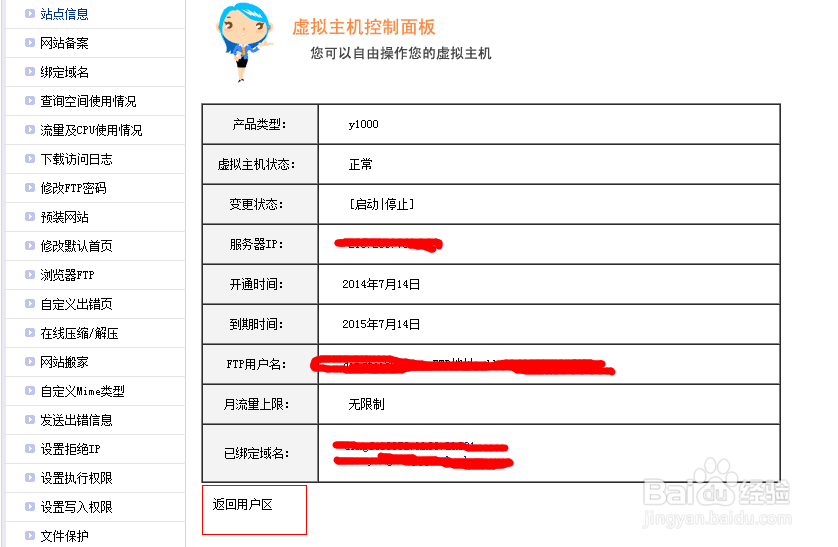 站点信息
网站备案
绑定域名
查询空间使用情况
流量及CPU使用情况
下载访问日志
修改FTP密码
预装网站
修改默认首页
浏览器FTP
自定义出错页
在线压缩/解压
网站搬家
自定义Mime类型
发送出错信息
设置拒绝IP
设置执行权限
设置写入权限
文件保护
虚拟主机控制面板
您可以自由操作您的虚拟主机
产品类型: y1000
虚拟主机状态: 正常
变更状态: [启动|停止]
服务器IP:
开通时间: 2014年7月14日
到期时间: 2015年7月14日
FTP用户名:
月流量上限: 无限制
已绑定域名:
返回用户区
Baidu 经验
jingyan.baidu.com